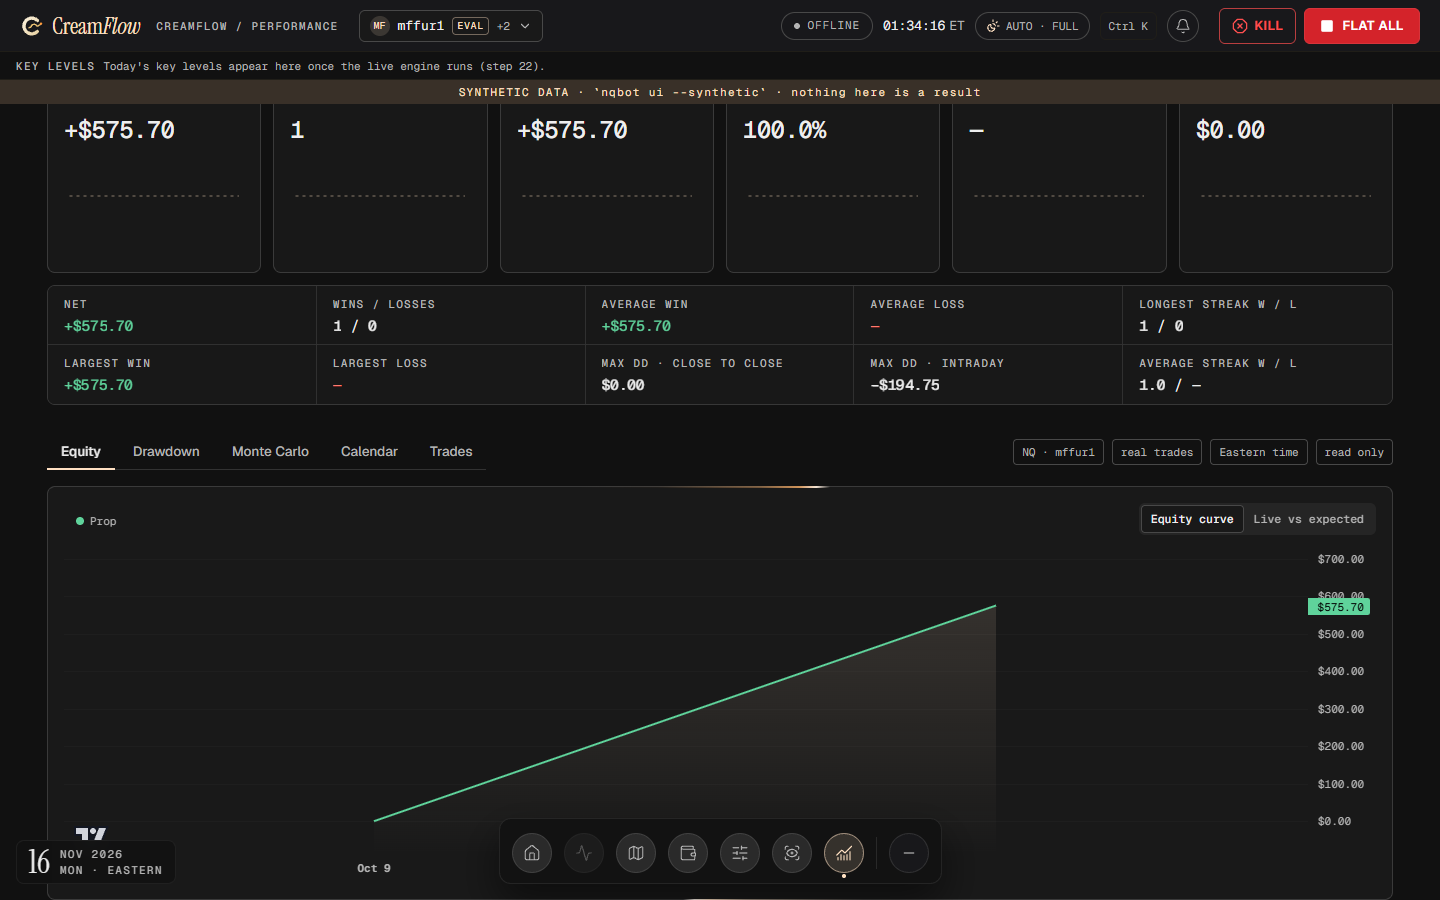 CreamFlow CREAMFLOW / PERFORMANCE MF mffur1 EVAL +2 OFFLINE 01:34:16 ET AUTO · FULL Ctrl K KILL FLAT ALL
KEY LEVELS Today's key levels appear here once the live engine runs (step 22).
SYNTHETIC DATA · `nqbot ui --synthetic` · nothing here is a result
+$575.70 1 +$575.70 100.0% — $0.00
NET WINS / LOSSES AVERAGE WIN AVERAGE LOSS LONGEST STREAK W / L
+$575.70 1 / 0 +$575.70 — 1 / 0
LARGEST WIN LARGEST LOSS MAX DD · CLOSE TO CLOSE MAX DD · INTRADAY AVERAGE STREAK W / L
+$575.70 — $0.00 −$194.75 1.0 / —
Equity Drawdown Monte Carlo Calendar Trades NQ · mffur1 real trades Eastern time read only
Prop Equity curve Live vs expected
$700.00
$600.00
$575.70
$500.00
$400.00
$300.00
$200.00
$100.00
$0.00
Oct 9
16 NOV 2026
MON · EASTERN